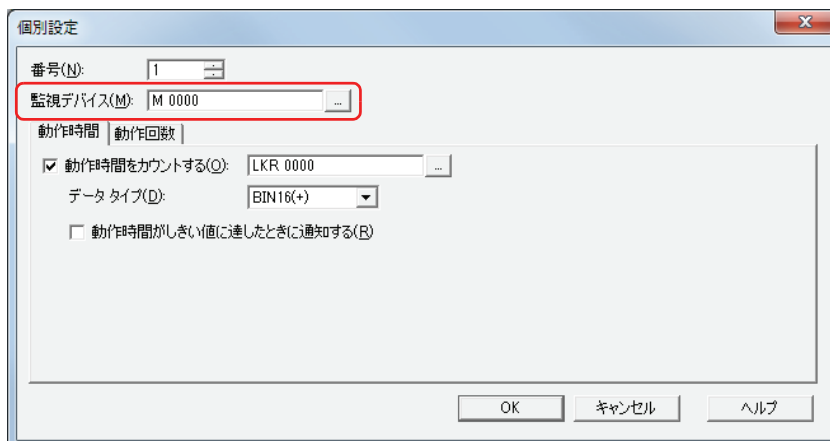 個別設定
番号(N): 1
監視デバイス(M): M 0000 ...
動作時間 動作回数
動作時間をカウントする(O): LKR 0000 ...
データ タイプ(D): BIN16(+)
動作時間がしきい値に達したときに通知する(R)
OK キャンセル ヘルプ